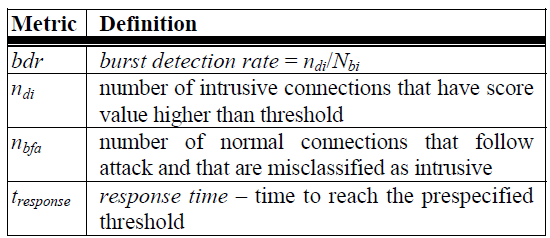 Metric Definition
bdr burst detection rate = ndi/Nbi
ndi number of intrusive connections that have score
value higher than threshold
nbfa number of normal connections that follow
attack and that are misclassified as intrusive
tresponse response time – time to reach the prespecified
threshold